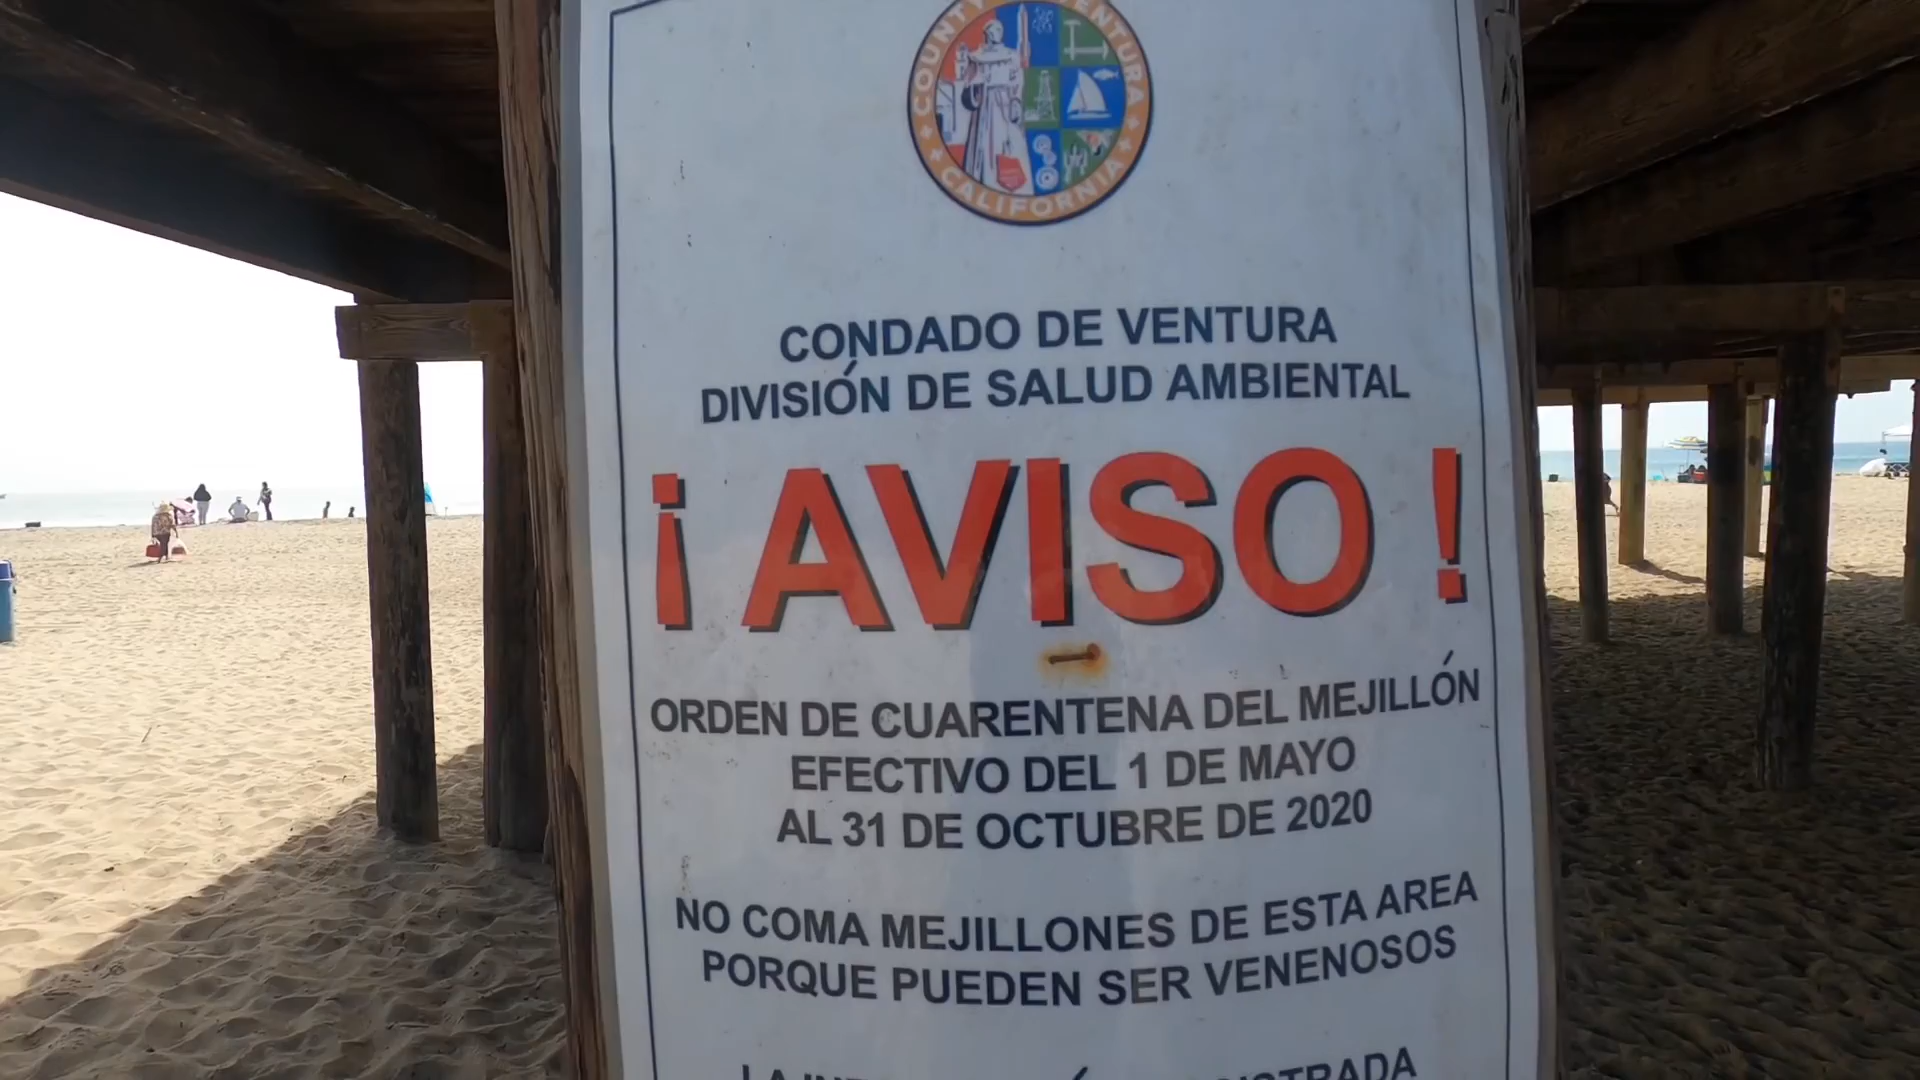 COUNTY VENTURA
CALIFORNIA
CONDADO DE VENTURA
DIVISIÓN DE SALUD AMBIENTAL
¡AVISO!
ORDEN DE CUARENTENA DEL MEJILLÓN
EFECTIVO DEL 1 DE MAYO
AL 31 DE OCTUBRE DE 2020
NO COMA MEJILLONES DE ESTA AREA
PORQUE PUEDEN SER VENENOSOS
LA